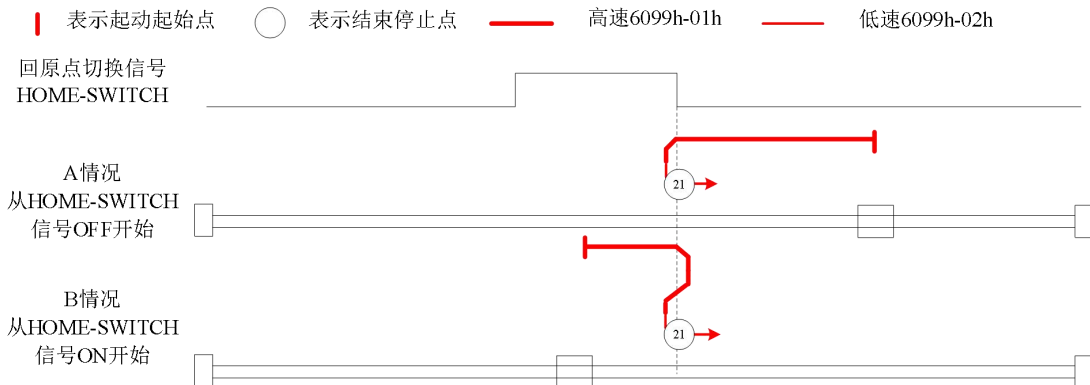 表示起动起始点 表示结束停止点 高速6099h-01h 低速6099h-02h
回原点切换信号
HOME-SWITCH
A情况
从HOME-SWITCH
信号OFF开始
21
B情况
从HOME-SWITCH
信号ON开始
21